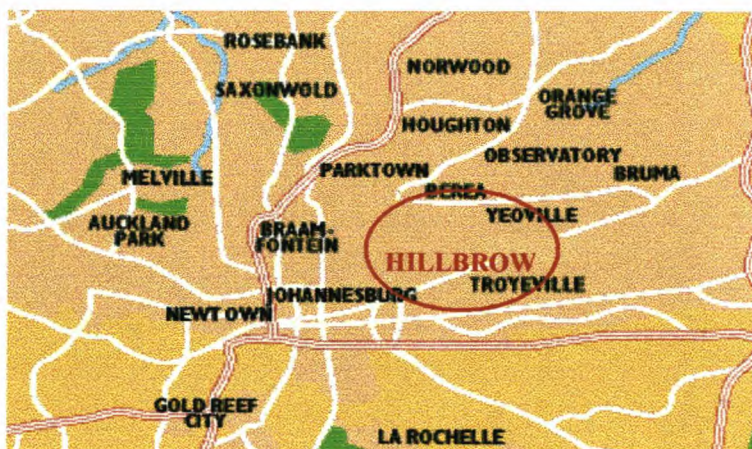 ROSEBANK
NORWOOD
SAXONWOLD
ORANGE
GROVE
HOUGHTON
OBSERVATORY
PARKTOWN
BRUMA
MELVILLE
BEREA
YEOVILLE
AUCKLAND
PARK
BRAAM-
FONTEIN
HILLBROW
TROYEVILLE
JOHANNESBURG
NEWTOWN
GOLD REEF
CITY
LA ROCHELLE